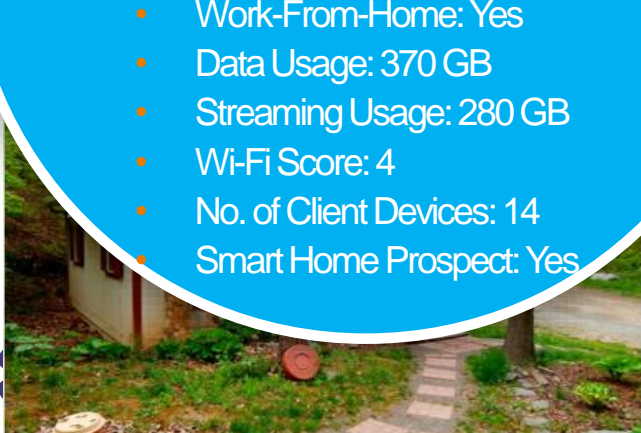 • Work-From-Home: Yes
• Data Usage: 370 GB
• Streaming Usage: 280 GB
• Wi-Fi Score: 4
• No. of Client Devices: 14
• Smart Home Prospect: Yes